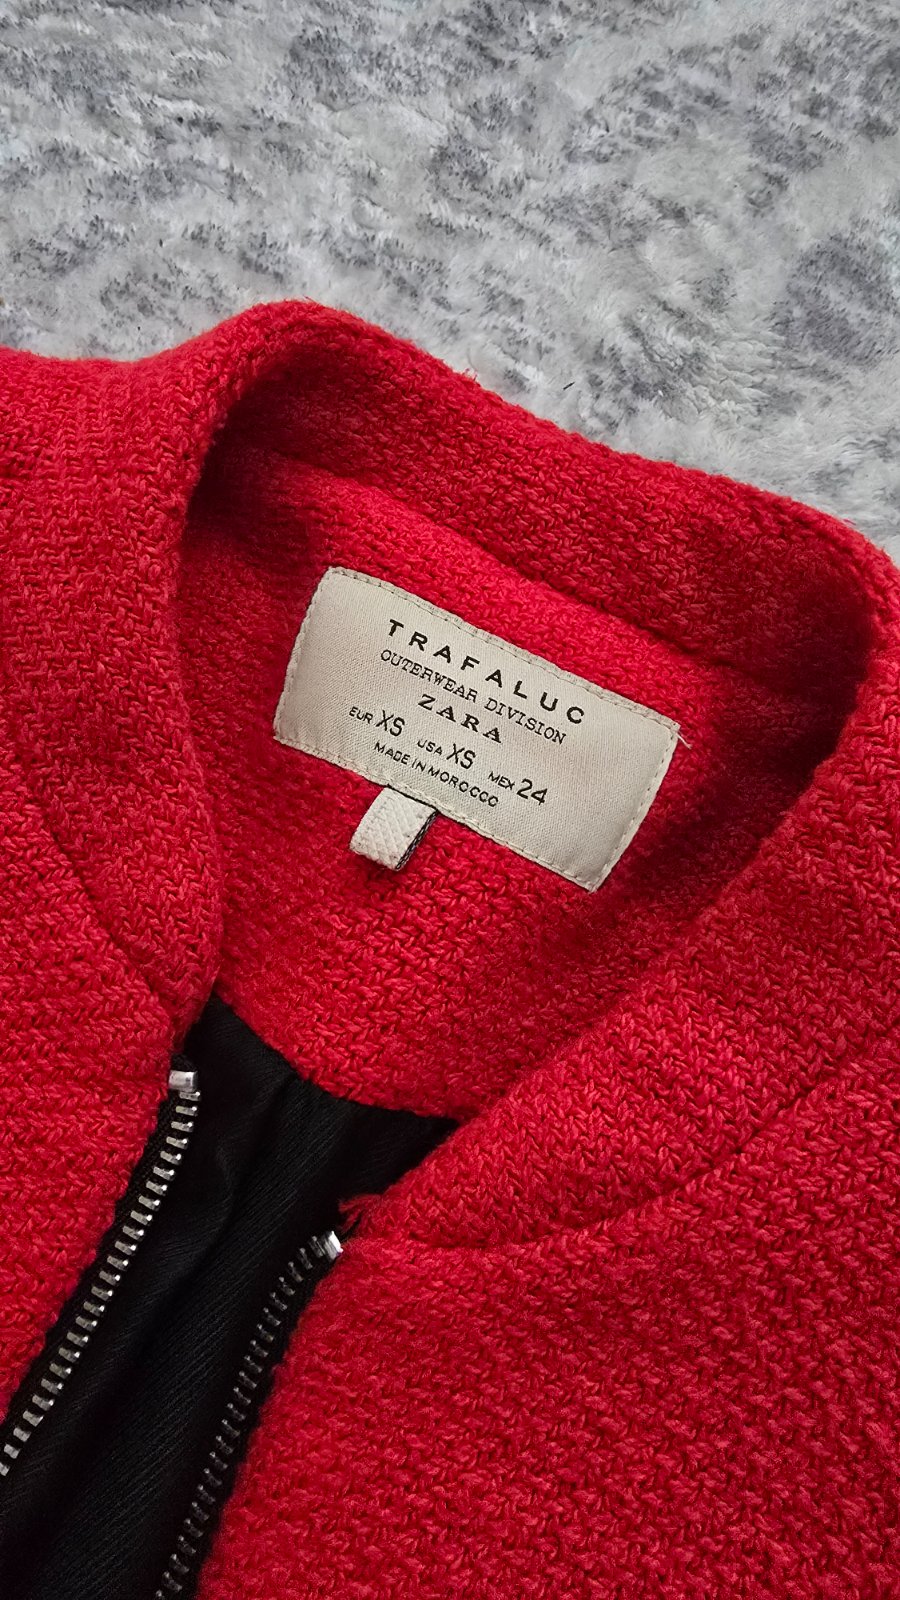 TRAFALUC
OUTERWEAR DIVISION
ZARA
EUR XS USA XS MEX 24
MADE IN MOROCCO